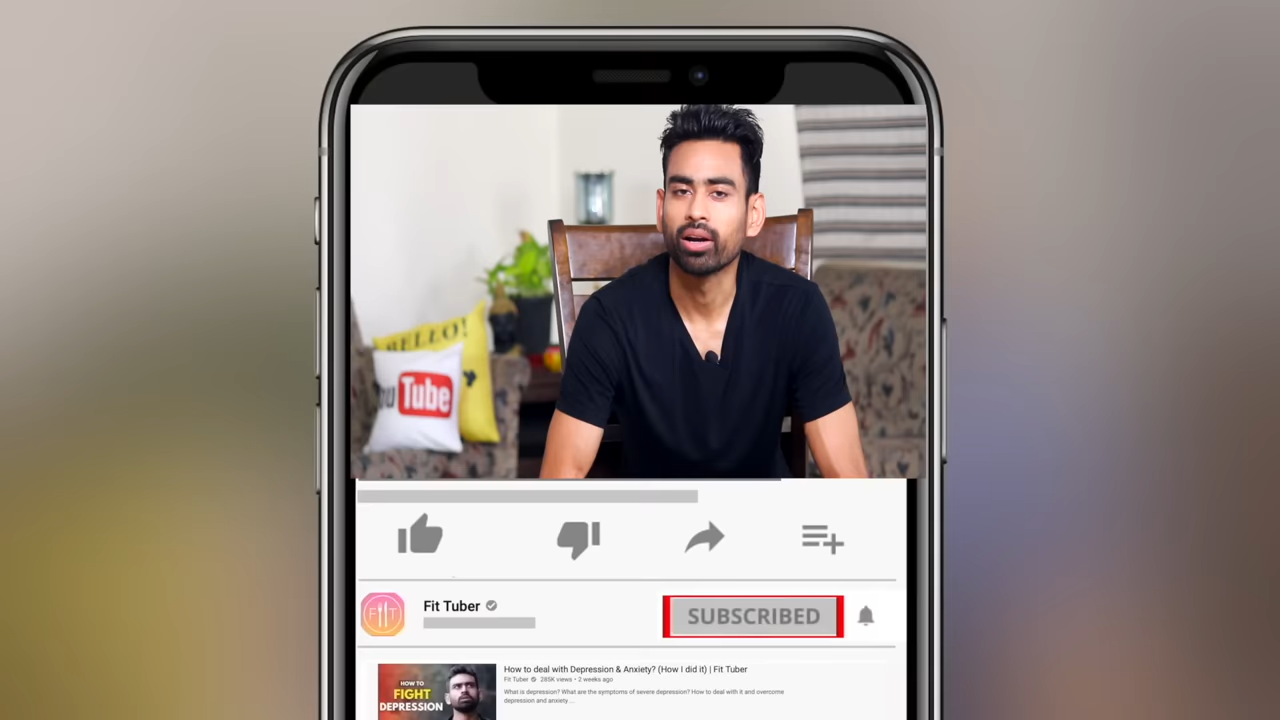 HELLO!
uTube
SUBSCRIBED
FIT
Fit Tuber
How to deal with Depression & Anxiety? (How I did it) | Fit Tuber
Fit Tuber 285K views • 2 weeks ago
What is depression? What are the symptoms of severe depression? How to deal with it and overcome
depression and anxiety ...
HOW TO
FIGHT
DEPRESSION